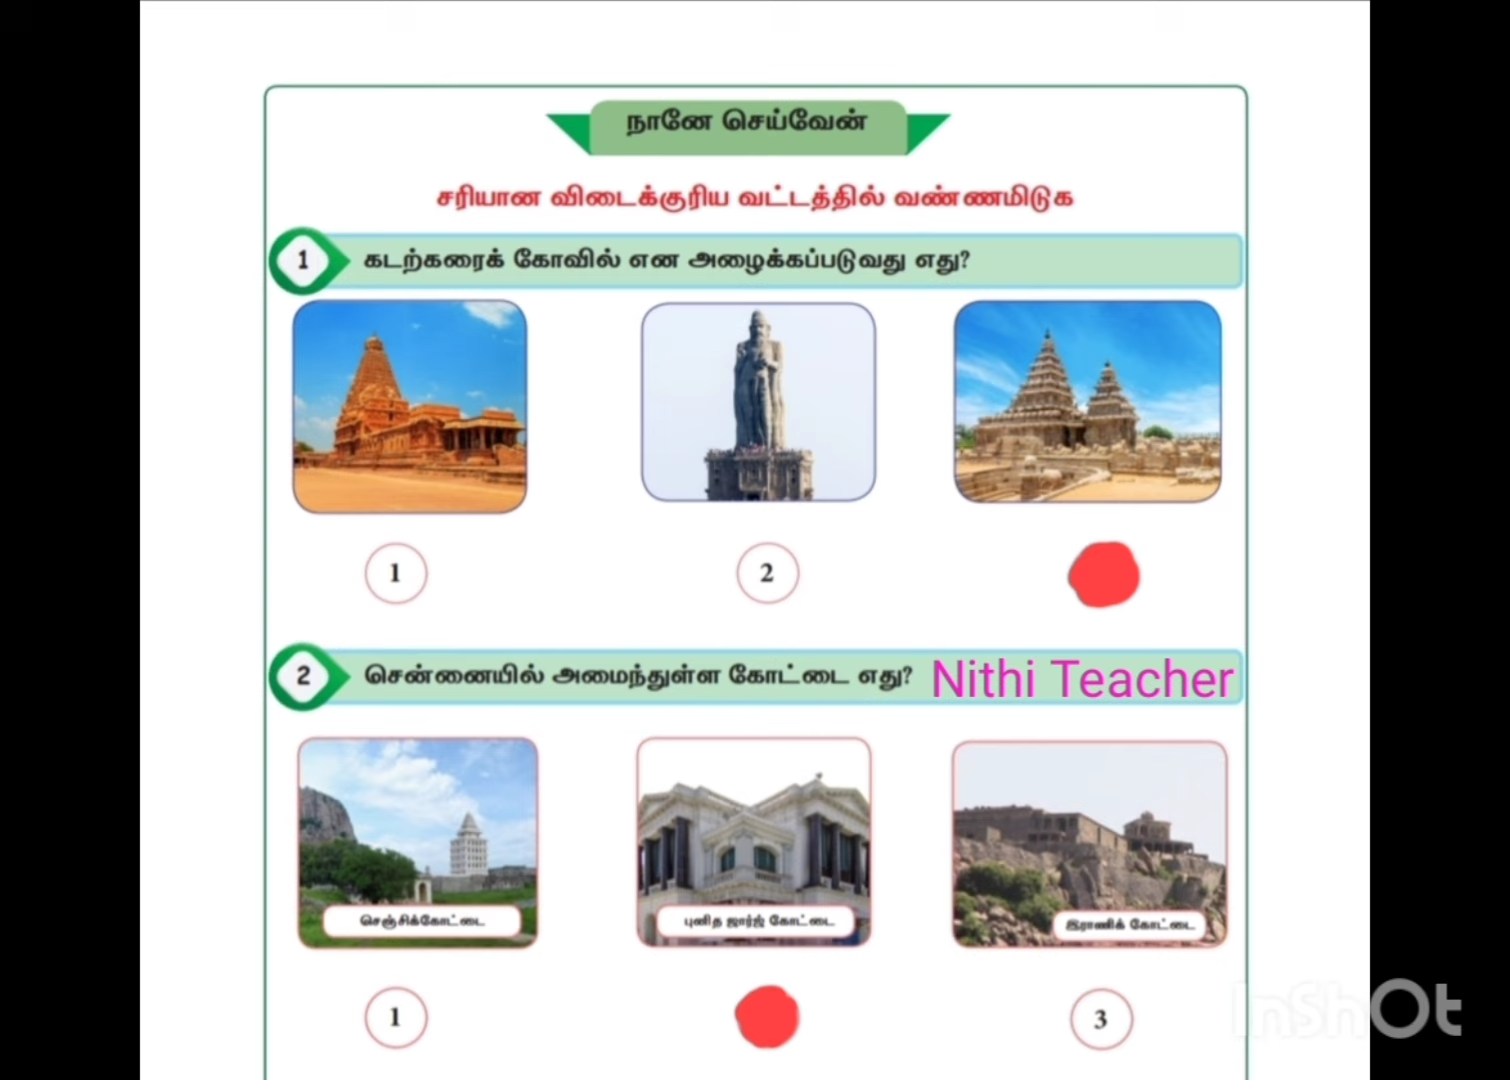 நானே செய்வேன்
சரியான விடைக்குரிய வட்டத்தில் வண்ணமிடுக
1 கடற்கரைக் கோவில் என அழைக்கப்படுவது எது?
1 2
2 சென்னையில் அமைந்துள்ள கோட்டை எது? Nithi Teacher
செஞ்சிக்கோட்டை புனித ஜார்ஜ் கோட்டை இராணிக் கோட்டை
1 3
InShOt